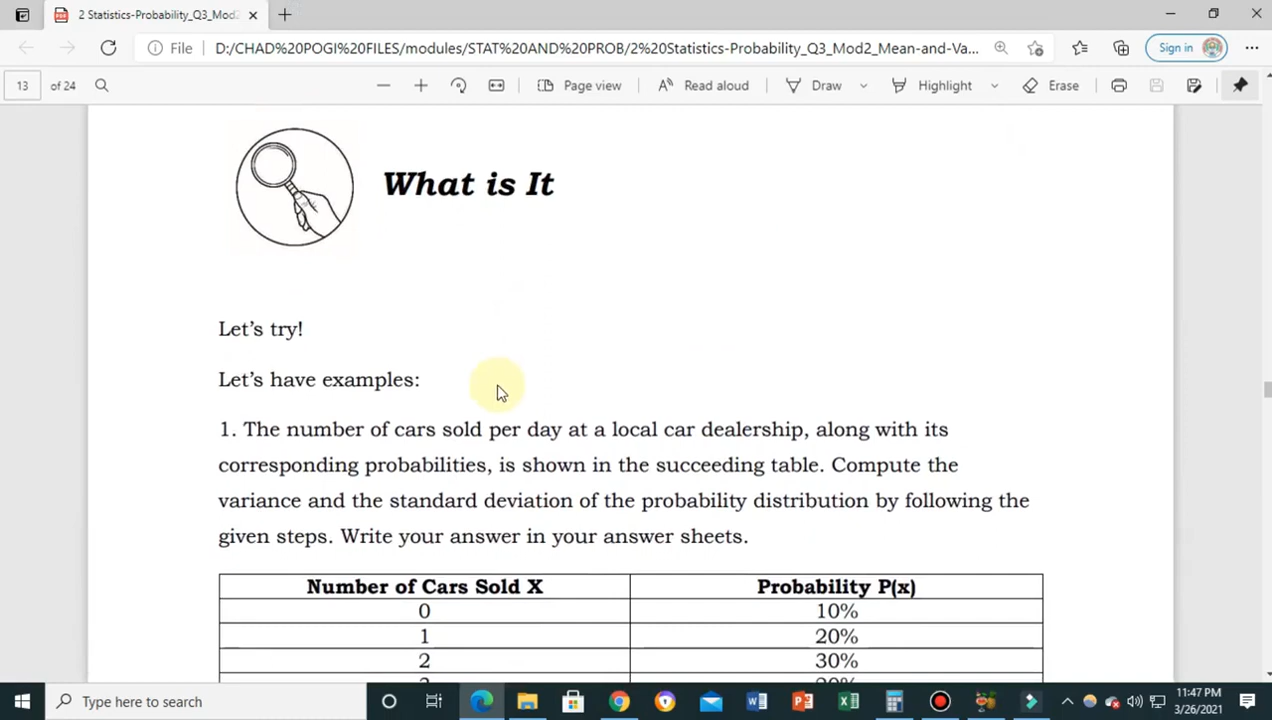 2 Statistics-Probability_Q3_Mod2
File
D:/CHAD%20POGI%20FILES/modules/STAT%20AND%20PROB/2%20Statistics-Probability_Q3_Mod2_Mean-and-Va...
Sign in
13 of 24
Page view
Read aloud
Draw
Highlight
Erase
What is It
Let's try!
Let's have examples:
1. The number of cars sold per day at a local car dealership, along with its
corresponding probabilities, is shown in the succeeding table. Compute the
variance and the standard deviation of the probability distribution by following the
given steps. Write your answer in your answer sheets.
Number of Cars Sold X Probability P(x)
0 10%
1 20%
2 30%
Type here to search
11:47 PM
3/26/2021